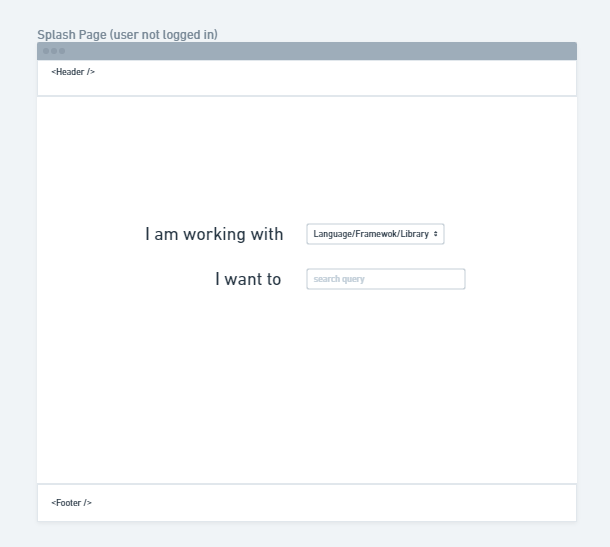 Splash Page (user not logged in)
<Header />
I am working with
Language/Framewok/Library
I want to
search query
<Footer />